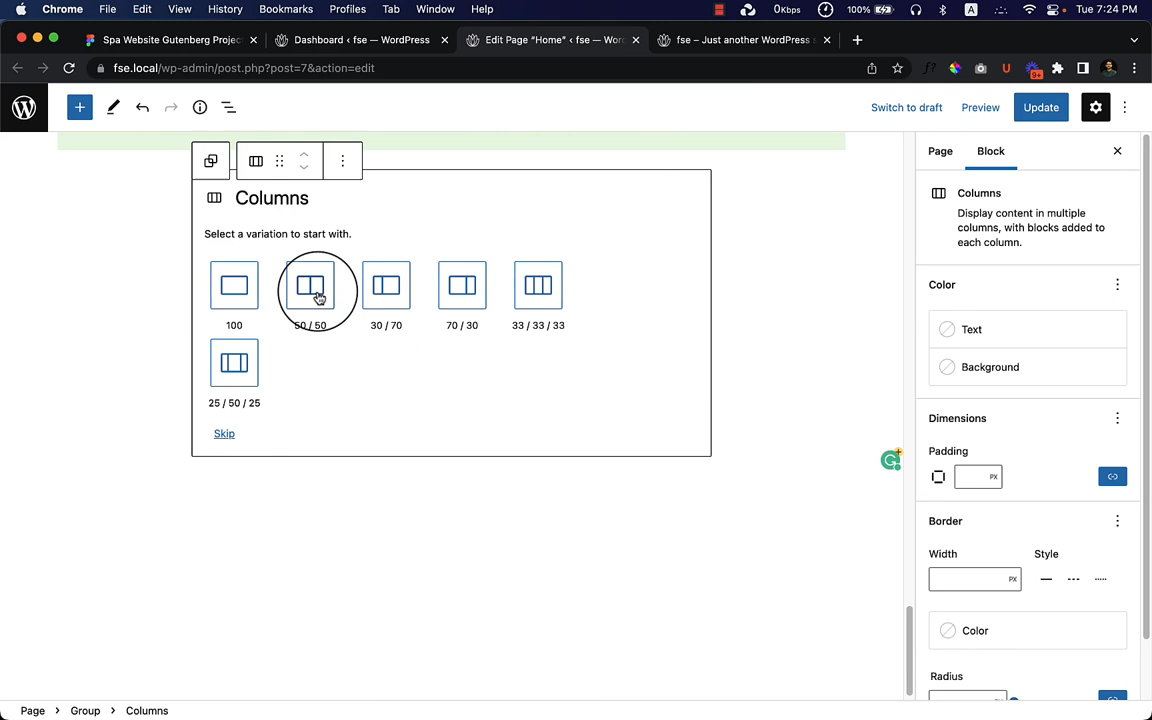 Chrome File Edit View History Bookmarks Profiles Tab Window Help 0Kbps 100% A Tue 7:24 PM
Spa Website Gutenberg Projec Dashboard ‹ fse — WordPress Edit Page “Home” ‹ fse — Wor fse – Just another WordPress s
fse.local/wp-admin/post.php?post=7&action=edit f? U 9+
Switch to draft Preview Update
Page Block
Columns
Display content in multiple
columns, with blocks added to
each column.
Color
Text
Background
Dimensions
Padding
PX
Border
Width Style
PX
Color
Radius
Columns
Select a variation to start with.
100 50 / 50 30 / 70 70 / 30 33 / 33 / 33
25 / 50 / 25
Skip
Page > Group > Columns